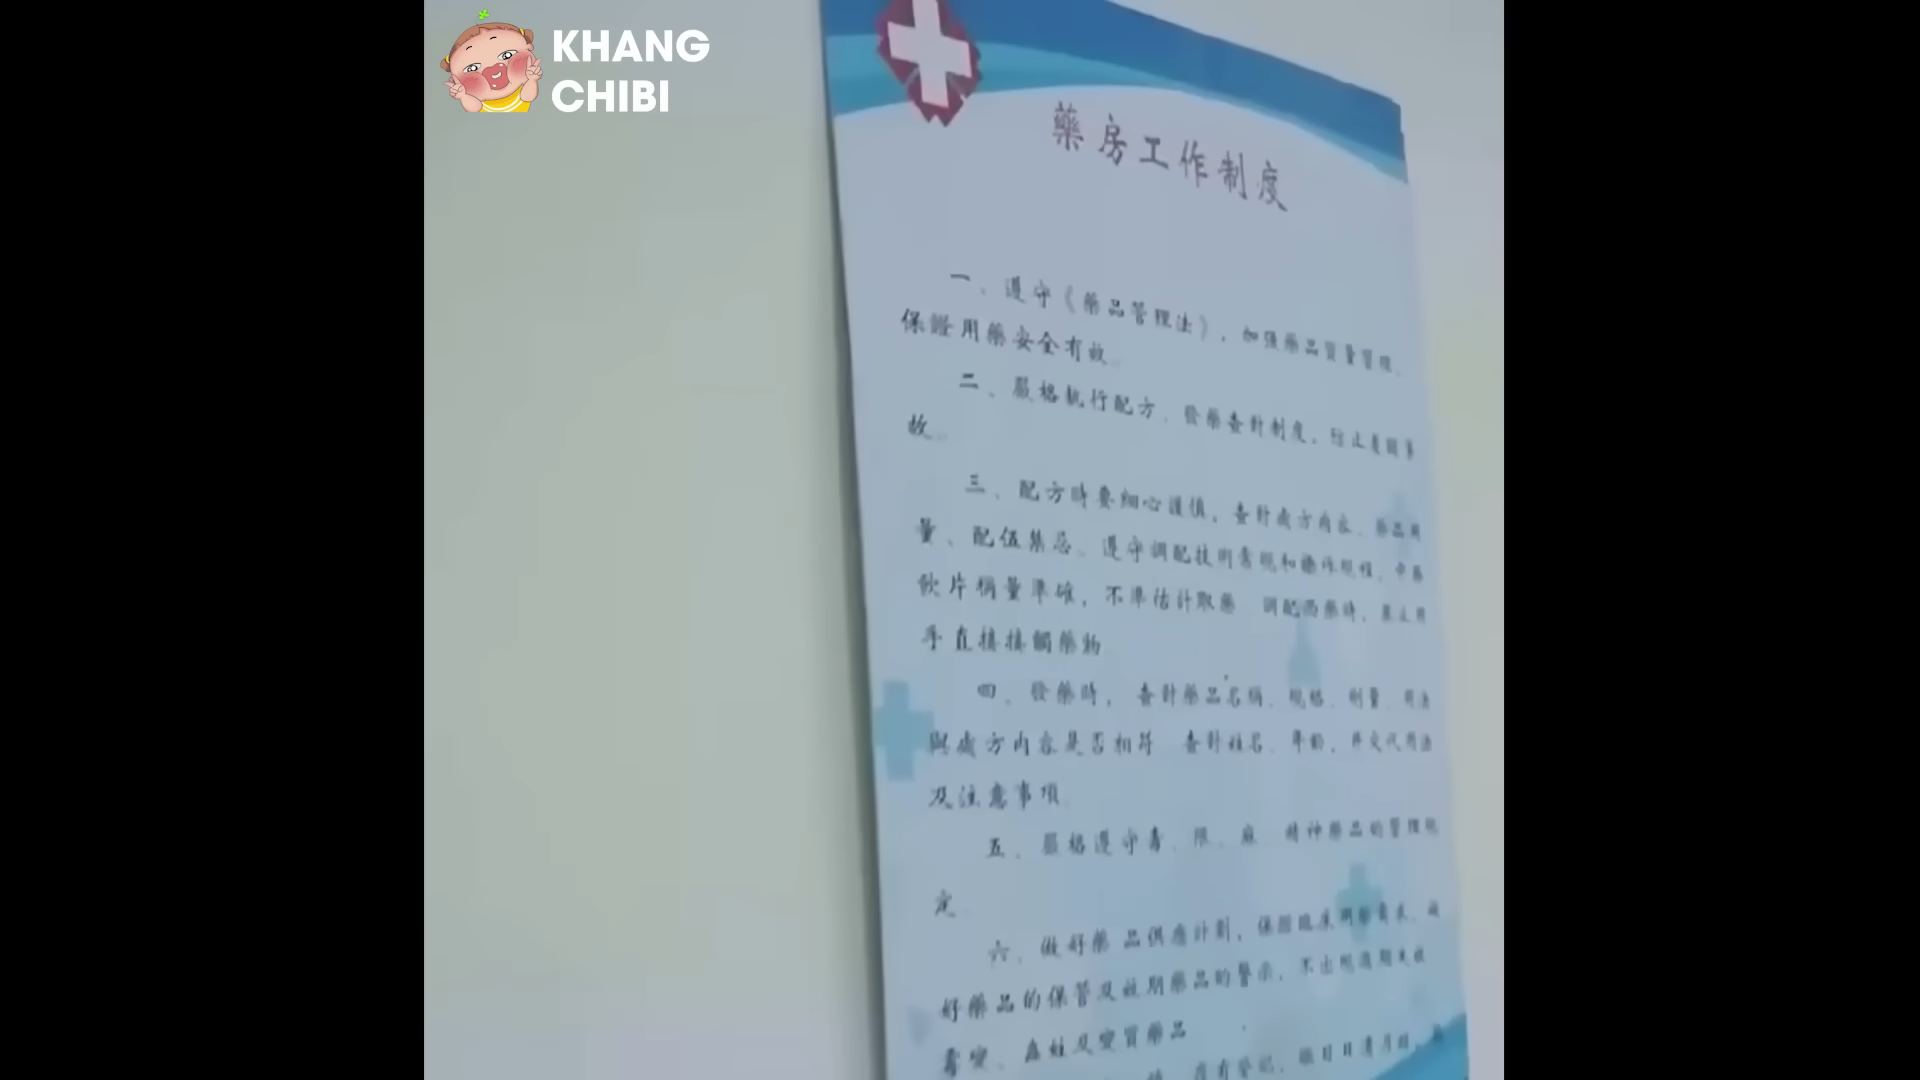 KHANG
CHIBI
藥房工作制度
一、遵守《藥品管理法》，加强藥品質量管理，
保證用藥安全有效。
二、嚴格執行配方、發藥查對制度，防止差錯事
故。
三、配方時要細心謹慎，查對處方内容、藥品用
量、配伍禁忌。遵守調配技術常規和操作規程，中藥
飲片稱量準確，不準估計取藥 調配西藥時，禁止用
手直接接觸藥物
四、發藥時，查對藥品名稱、規格、劑量、用法
與處方内容是否相符 查對姓名、年齡，并交代用法
及注意事項
五、嚴格遵守毒、限、麻 精神藥品的管理規
定
六、做好藥品供應計劃，保證臨床用藥需求，做
好藥品的保管及效期藥品的警示，不出現過期失效
霉變、蟲蛀及變質藥品